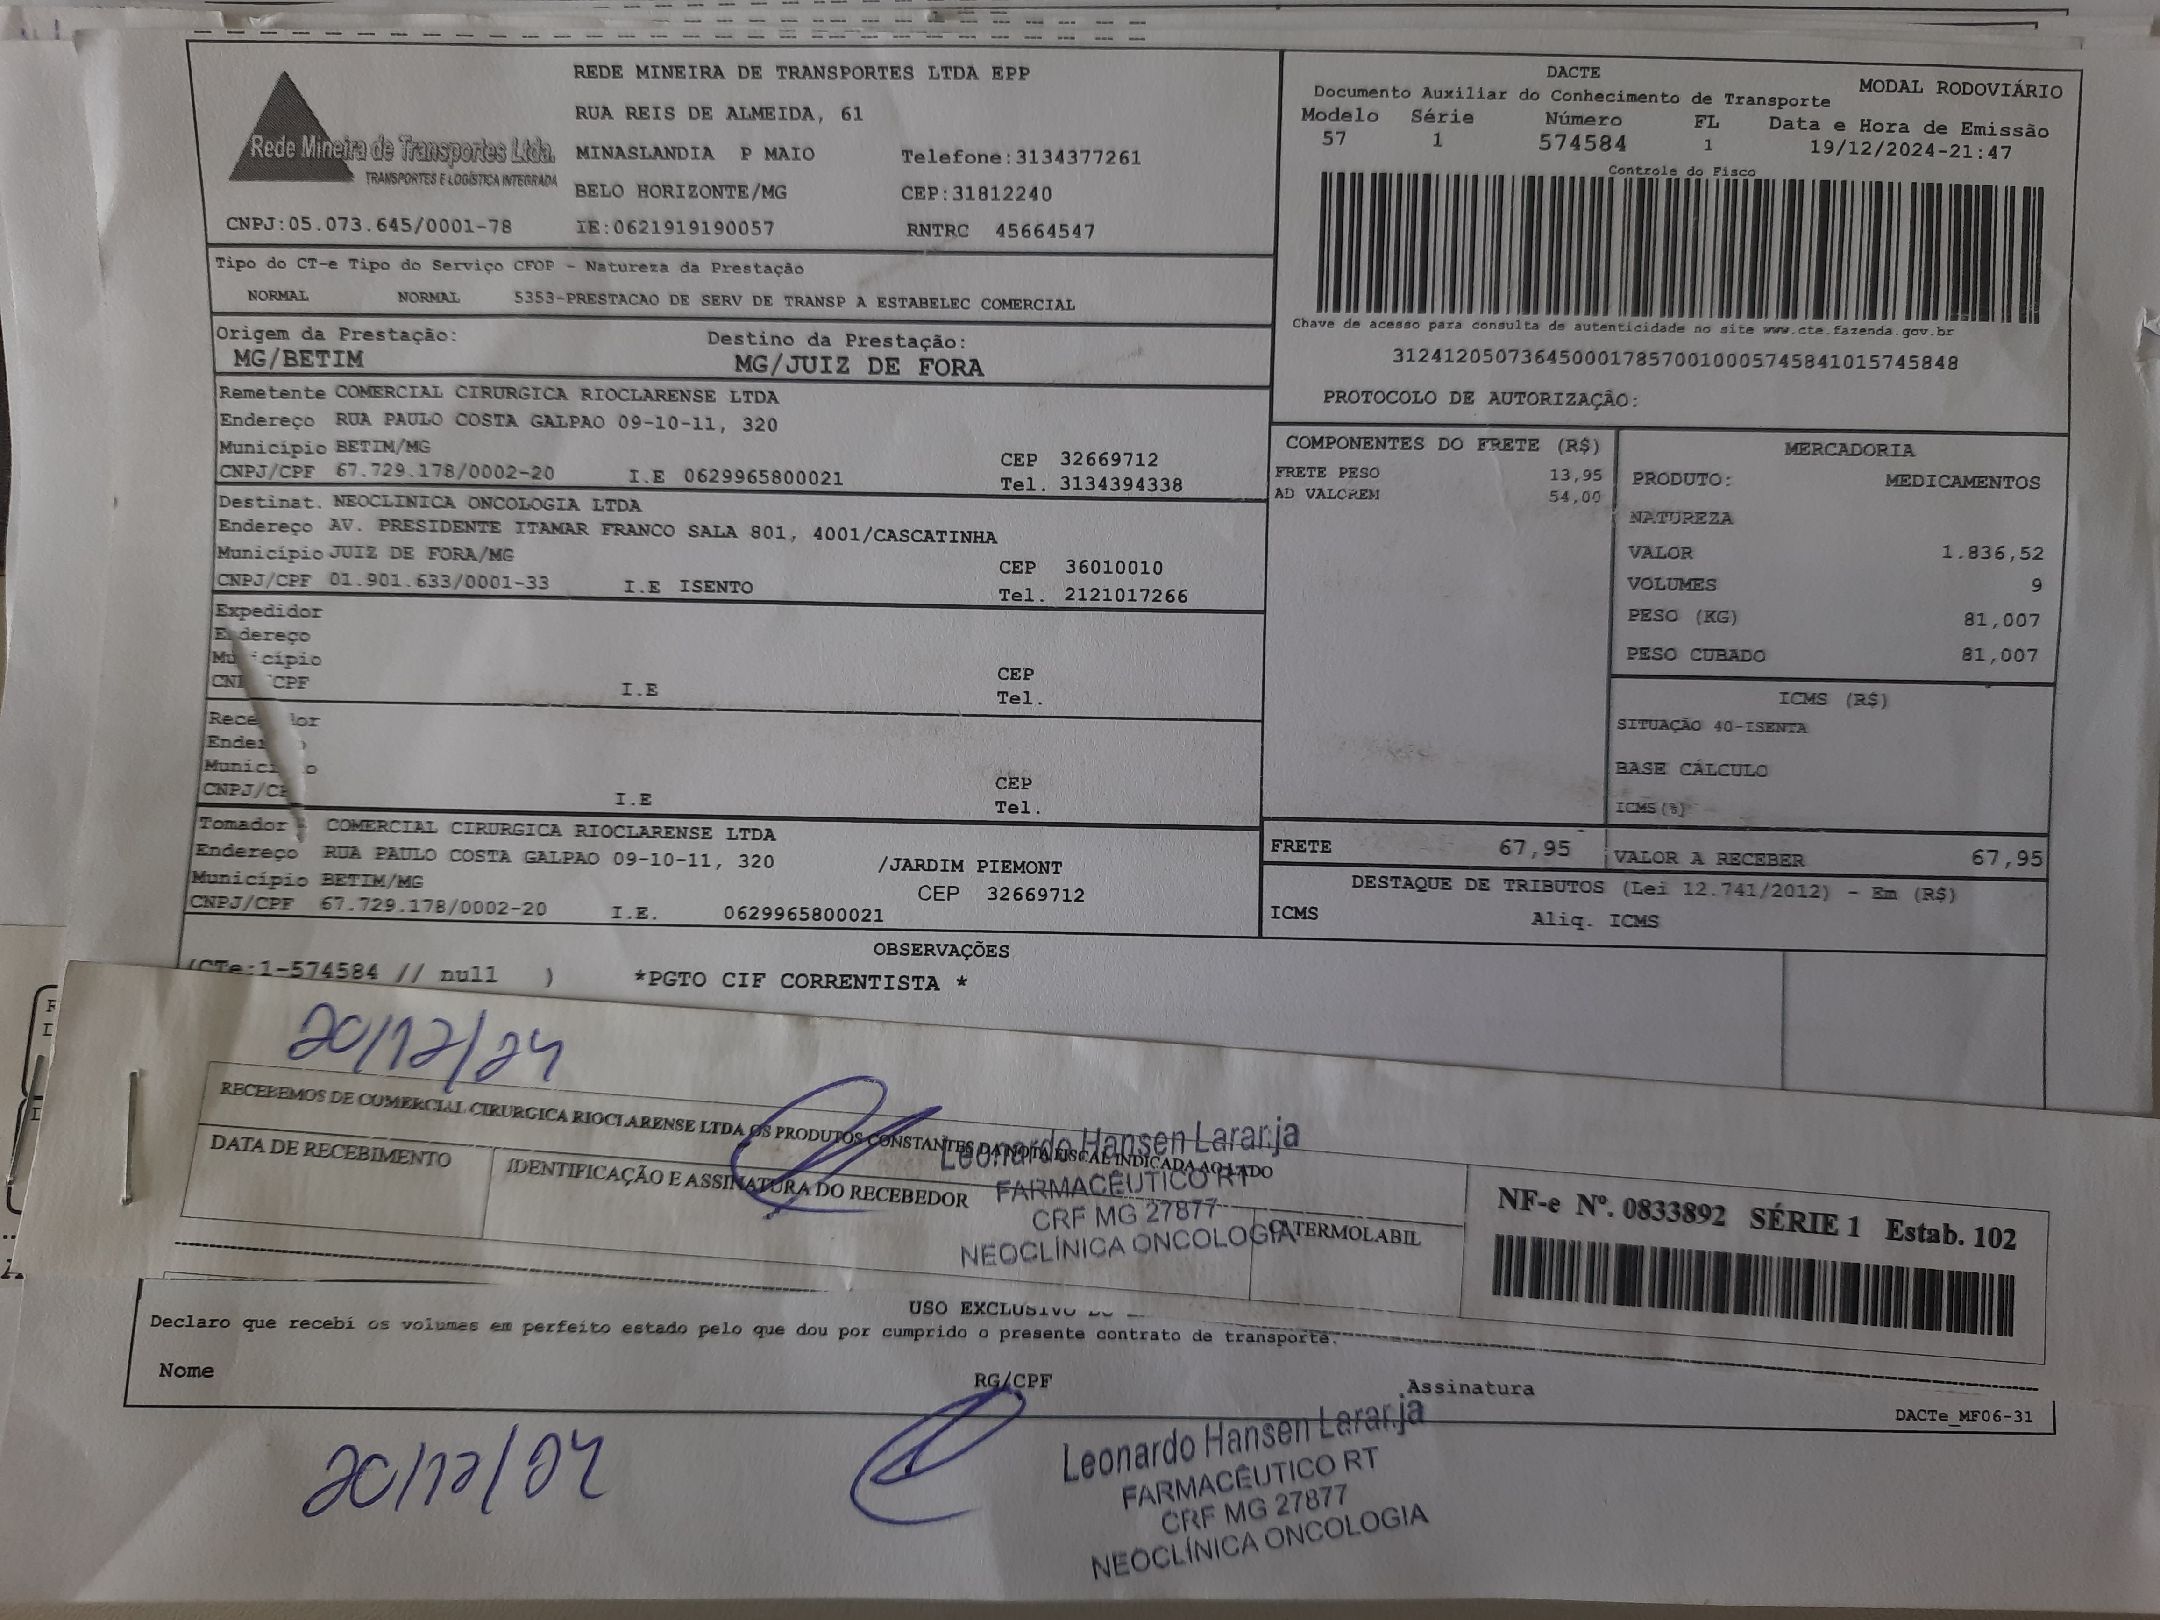 REDE MINEIRA DE TRANSPORTES LTDA EPP
RUA REIS DE ALMEIDA, 61
Rede Mineira de Transportes Ltda.
TRANSPORTES E LOGÍSTICA INTEGRADA
MINASLANDIA P MAIO Telefone:3134377261
BELO HORIZONTE/MG CEP:31812240
CNPJ:05.073.645/0001-78 IE:0621919190057 RNTRC 45664547
DACTE
MODAL RODOVIÁRIO
Documento Auxiliar do Conhecimento de Transporte
Modelo Série Número FL Data e Hora de Emissão
57 1 574584 1 19/12/2024-21:47
Controle do Fisco
Chave de acesso para consulta de autenticidade no site www.cte.fazenda.gov.br
31241205073645000178570010005745841015745848
PROTOCOLO DE AUTORIZAÇÃO:
Tipo do CT-e Tipo do Serviço CFOP - Natureza da Prestação
NORMAL NORMAL 5353-PRESTACAO DE SERV DE TRANSP A ESTABELEC COMERCIAL
Origem da Prestação: Destino da Prestação:
MG/BETIM MG/JUIZ DE FORA
Remetente COMERCIAL CIRURGICA RIOCLARENSE LTDA
Endereço RUA PAULO COSTA GALPAO 09-10-11, 320
Município BETIM/MG CEP 32669712
CNPJ/CPF 67.729.178/0002-20 I.E 0629965800021 Tel. 3134394338
Destinat. NEOCLINICA ONCOLOGIA LTDA
Endereço AV. PRESIDENTE ITAMAR FRANCO SALA 801, 4001/CASCATINHA
Município JUIZ DE FORA/MG CEP 36010010
CNPJ/CPF 01.901.633/0001-33 I.E ISENTO Tel. 2121017266
Expedidor
Endereço
Município CEP
CNPJ/CPF I.E Tel.
Recebedor
Endereço
Município CEP
CNPJ/CPF I.E Tel.
Tomador : COMERCIAL CIRURGICA RIOCLARENSE LTDA
Endereço RUA PAULO COSTA GALPAO 09-10-11, 320 /JARDIM PIEMONT
Município BETIM/MG CEP 32669712
CNPJ/CPF 67.729.178/0002-20 I.E. 0629965800021
COMPONENTES DO FRETE (R$)
FRETE PESO 13,95
AD VALOREM 54,00
MERCADORIA
PRODUTO: MEDICAMENTOS
NATUREZA
VALOR 1.836,52
VOLUMES 9
PESO (KG) 81,007
PESO CUBADO 81,007
ICMS (R$)
SITUAÇÃO 40-ISENTA
BASE CÁLCULO
ICMS(%)
FRETE 67,95 VALOR A RECEBER 67,95
DESTAQUE DE TRIBUTOS (Lei 12.741/2012) - Em (R$)
ICMS Aliq. ICMS
OBSERVAÇÕES
(CTe:1-574584 // null ) *PGTO CIF CORRENTISTA *
20/12/24
RECEBEMOS DE COMERCIAL CIRURGICA RIOCLARENSE LTDA OS PRODUTOS CONSTANTES DA NOTA FISCAL INDICADA AO LADO
DATA DE RECEBIMENTO
IDENTIFICAÇÃO E ASSINATURA DO RECEBEDOR
Leonardo Hansen Laranja
FARMACÊUTICO RT
CRF MG 27877
NEOCLÍNICA ONCOLOGIA
CATERMOLABIL
NF-e Nº. 0833892 SÉRIE 1 Estab. 102
USO EXCLUSIVO
Declaro que recebi os volumes em perfeito estado pelo que dou por cumprido o presente contrato de transporte.
Nome RG/CPF Assinatura
DACTe_MF06-31
20/12/24
Leonardo Hansen Laranja
FARMACÊUTICO RT
CRF MG 27877
NEOCLÍNICA ONCOLOGIA